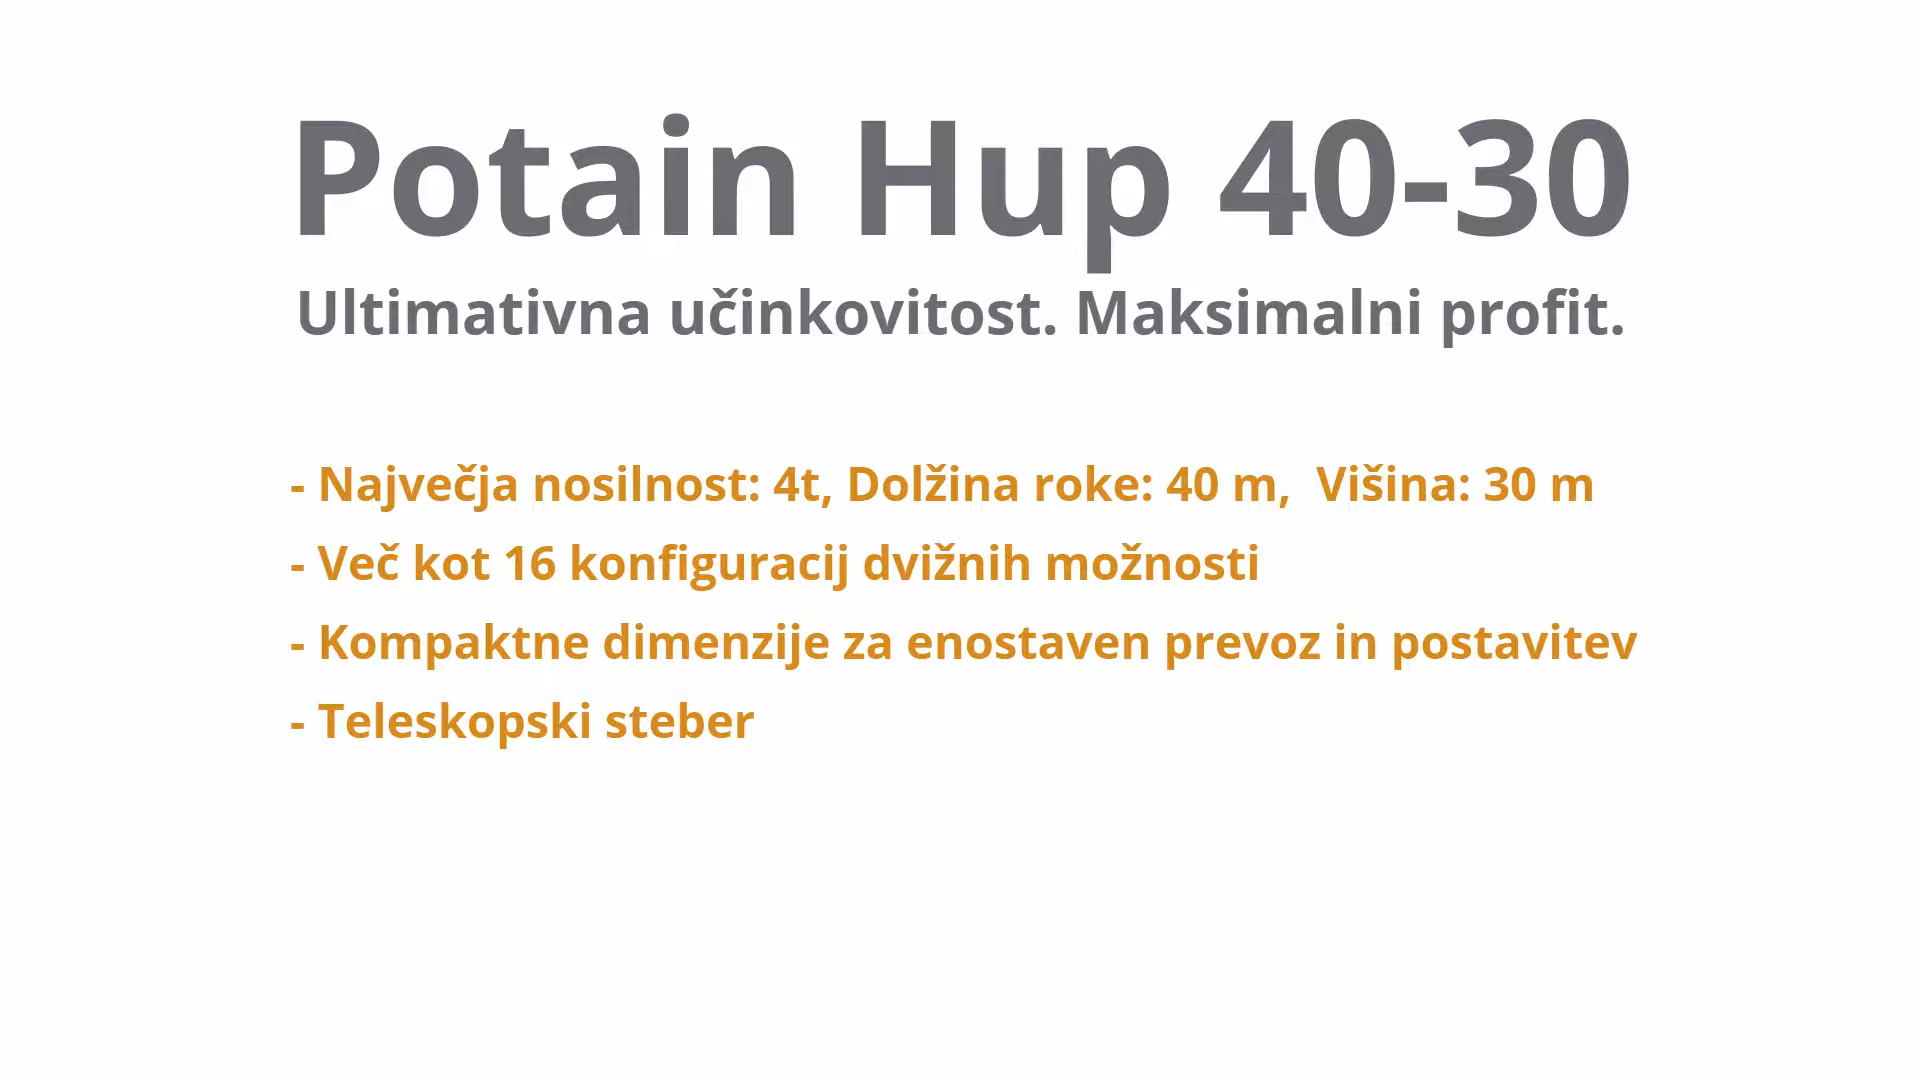 Potain Hup 40-30
Ultimativna učinkovitost. Maksimalni profit.
- Največja nosilnost: 4t, Dolžina roke: 40 m,  Višina: 30 m
- Več kot 16 konfiguracij dvižnih možnosti
- Kompaktne dimenzije za enostaven prevoz in postavitev
- Teleskopski steber